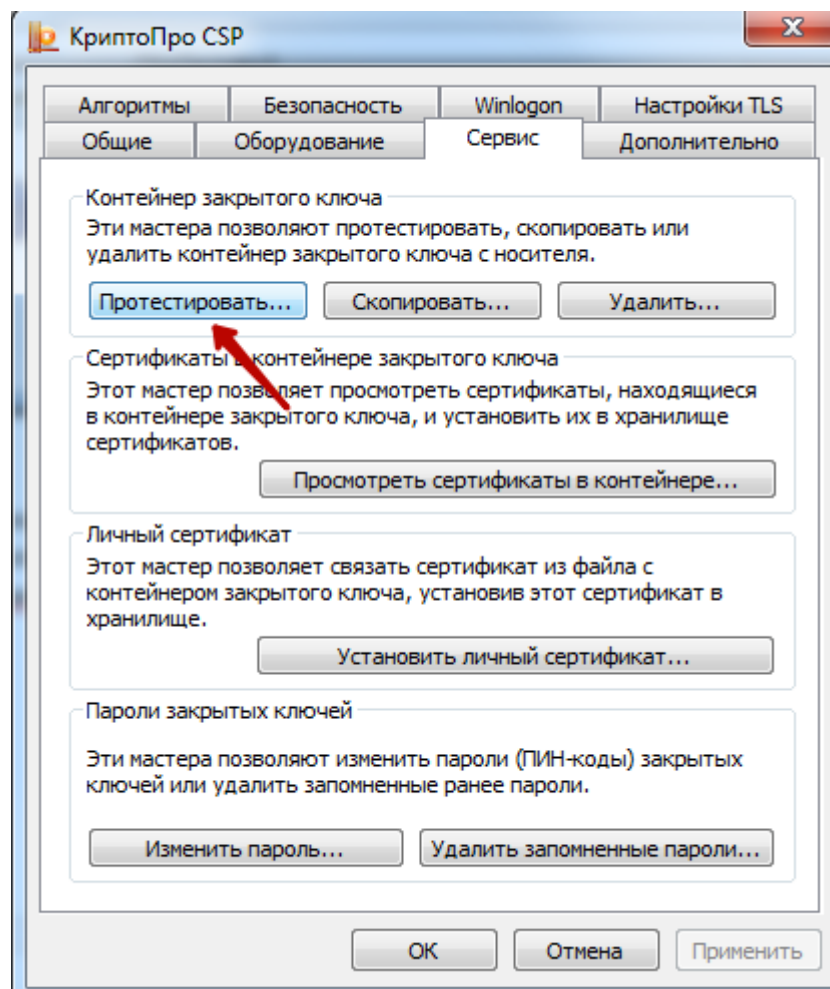 КриптоПро CSP
Алгоритмы Безопасность Winlogon Настройки TLS
Общие Оборудование Сервис Дополнительно
Контейнер закрытого ключа
Эти мастера позволяют протестировать, скопировать или
удалить контейнер закрытого ключа с носителя.
Протестировать... Скопировать... Удалить...
Сертификаты в контейнере закрытого ключа
Этот мастер позволяет просмотреть сертификаты, находящиеся
в контейнере закрытого ключа, и установить их в хранилище
сертификатов.
Просмотреть сертификаты в контейнере...
Личный сертификат
Этот мастер позволяет связать сертификат из файла с
контейнером закрытого ключа, установив этот сертификат в
хранилище.
Установить личный сертификат...
Пароли закрытых ключей
Эти мастера позволяют изменить пароли (ПИН-коды) закрытых
ключей или удалить запомненные ранее пароли.
Изменить пароль... Удалить запомненные пароли...
ОК Отмена Применить